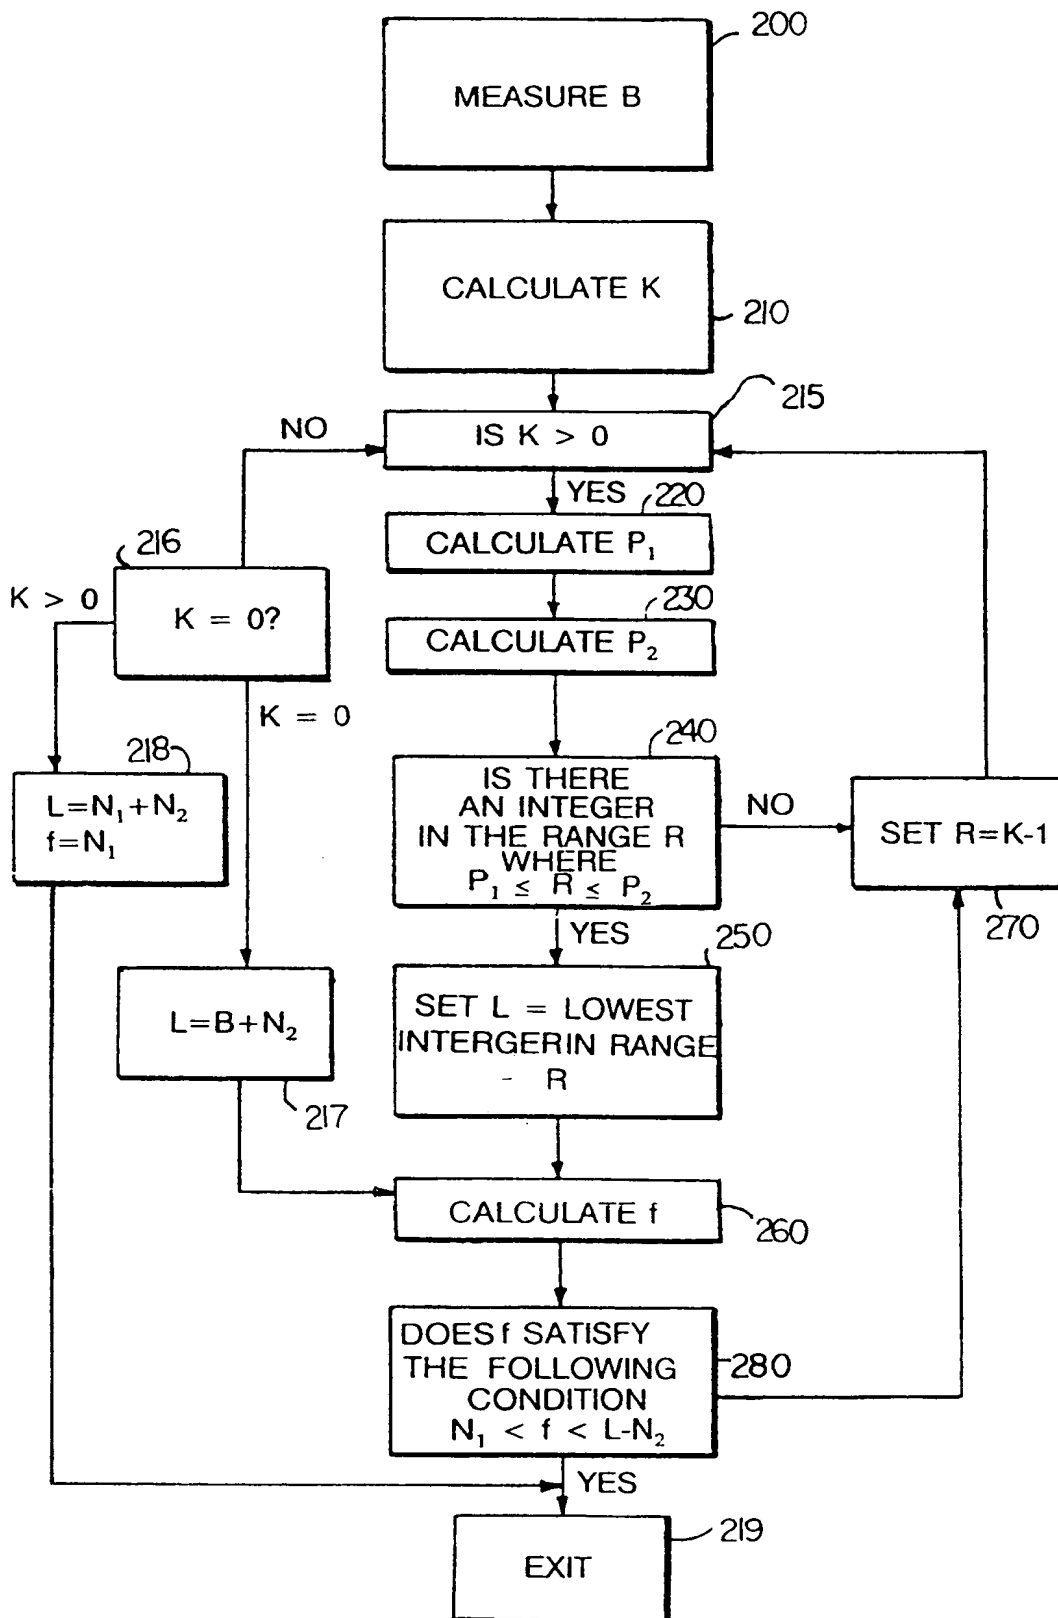 200
MEASURE B
CALCULATE K
210
215
NO
IS K > 0
YES
220
CALCULATE P₁
216
K > 0
K = 0?
230
CALCULATE P₂
K = 0
240
218
IS THERE
AN INTEGER
IN THE RANGE R
WHERE
P₁ ≤ R ≤ P₂
NO
L=N₁+N₂
f=N₁
SET R=K-1
270
YES
250
L=B+N₂
217
SET L = LOWEST
INTERGERIN RANGE
- R
CALCULATE f
260
DOES f SATISFY
THE FOLLOWING
CONDITION
N₁ < f < L-N₂
280
YES
219
EXIT